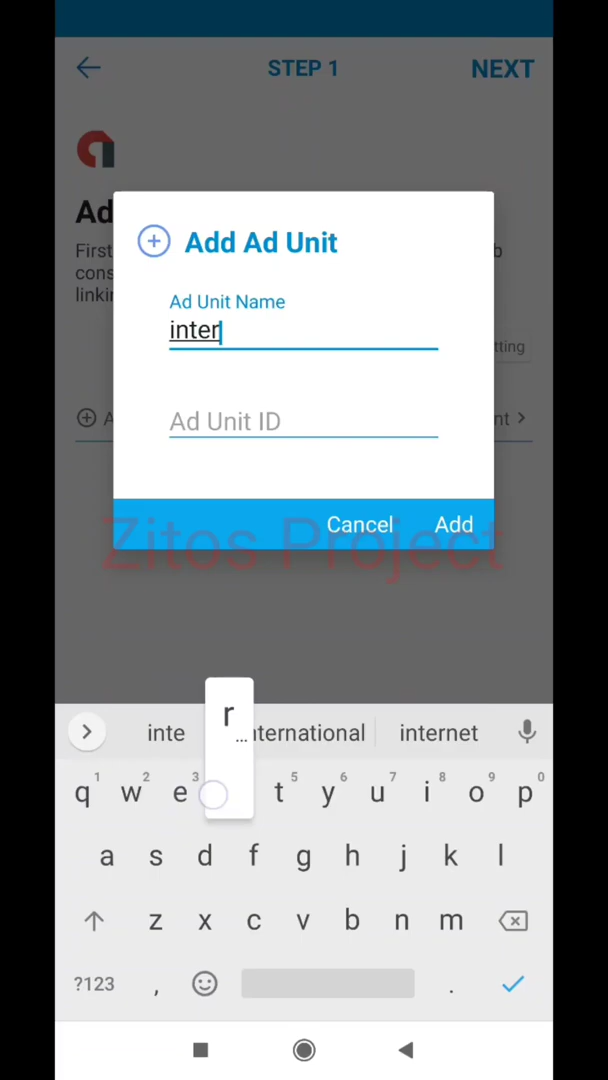 STEP 1
NEXT
Ad
First
b
cons
linkin
tting
A
nt >
Add Ad Unit
Ad Unit Name
inter
Ad Unit ID
Cancel Add
Zitos Project
inte
r
...
nternational
internet
1 2 3 5 6 7 8 9 0
q w e t y u i o p
a s d f g h j k l
z x c v b n m
?123 , .